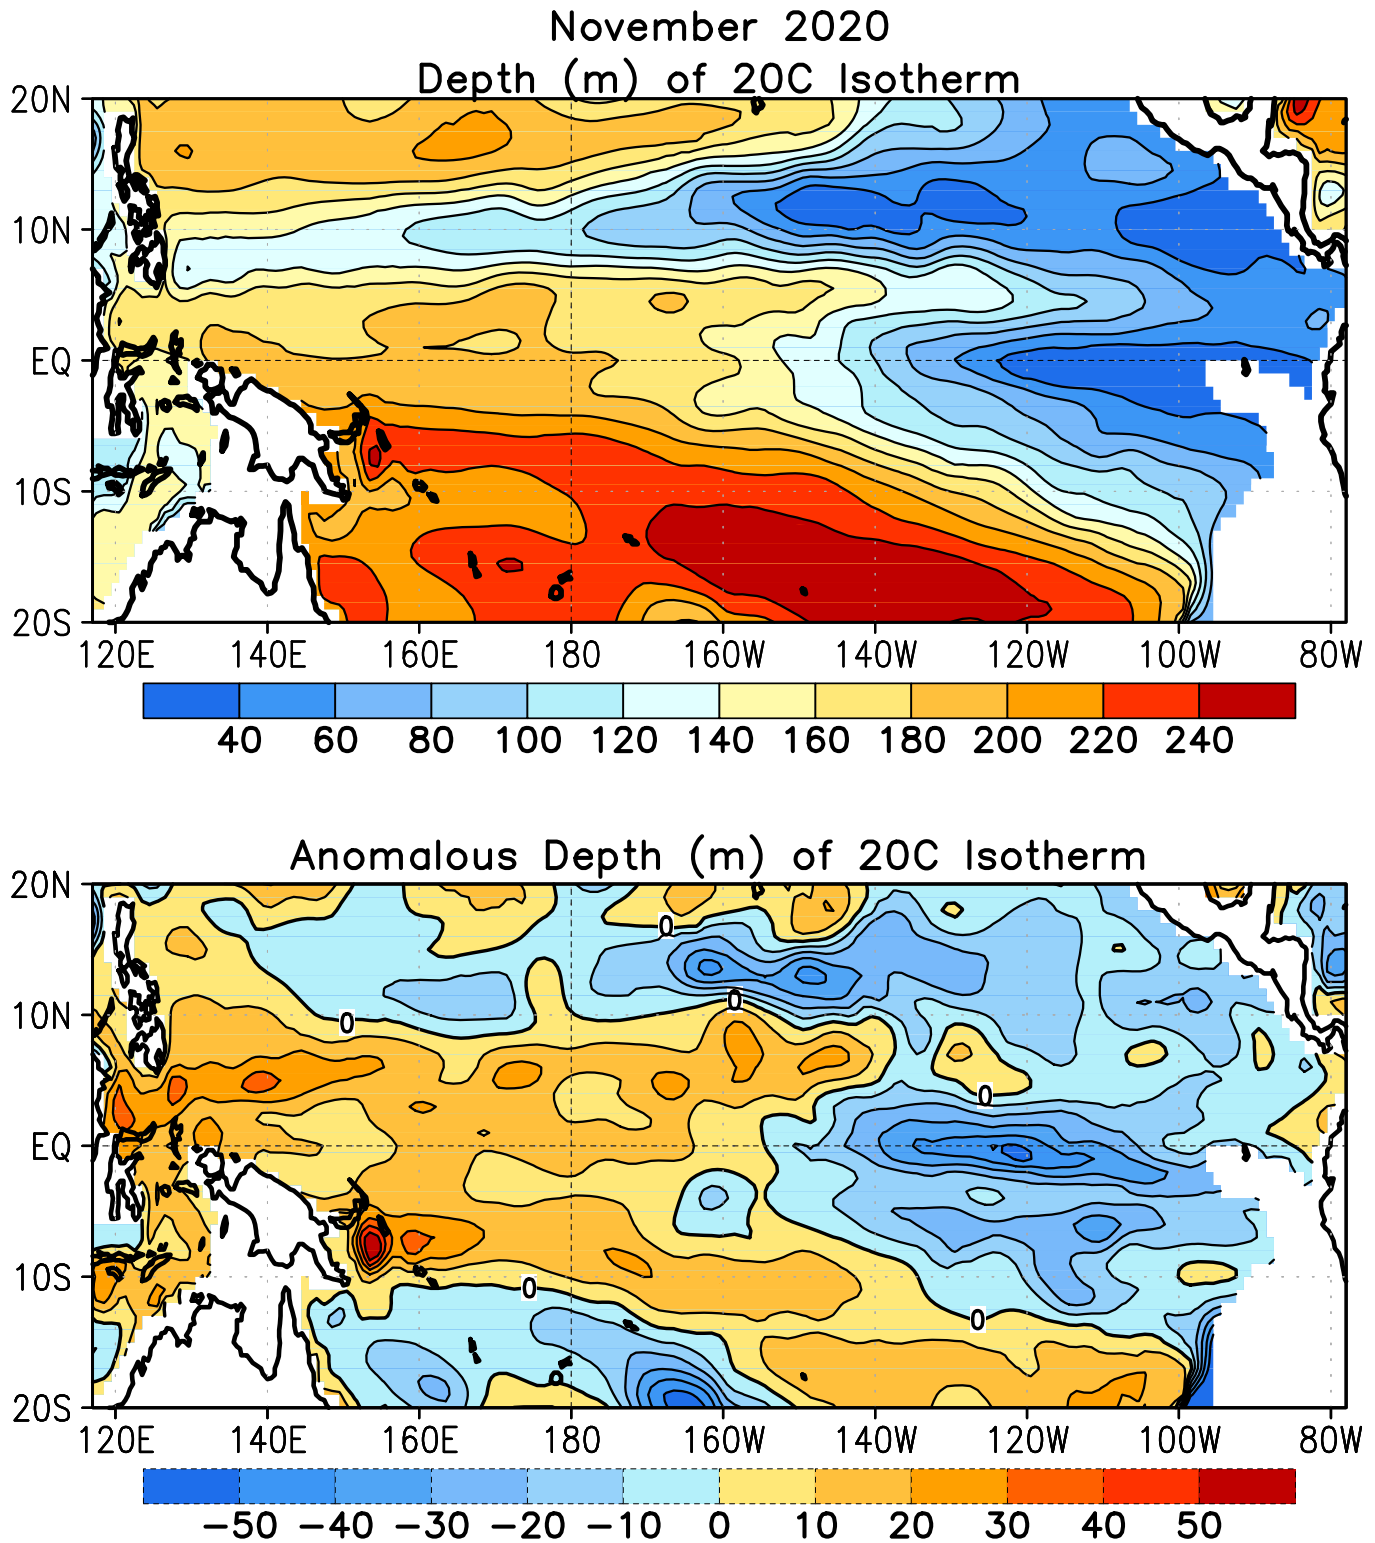 November 2020
Depth (m) of 20C Isotherm
20N
10N
EQ
10S
20S
120E 140E 160E 180 160W 140W 120W 100W 80W
40 60 80 100 120 140 160 180 200 220 240
Anomalous Depth (m) of 20C Isotherm
20N
0
0
10N
0
0
EQ
10S
0
0
20S
120E 140E 160E 180 160W 140W 120W 100W 80W
−50 −40 −30 −20 −10 0 10 20 30 40 50